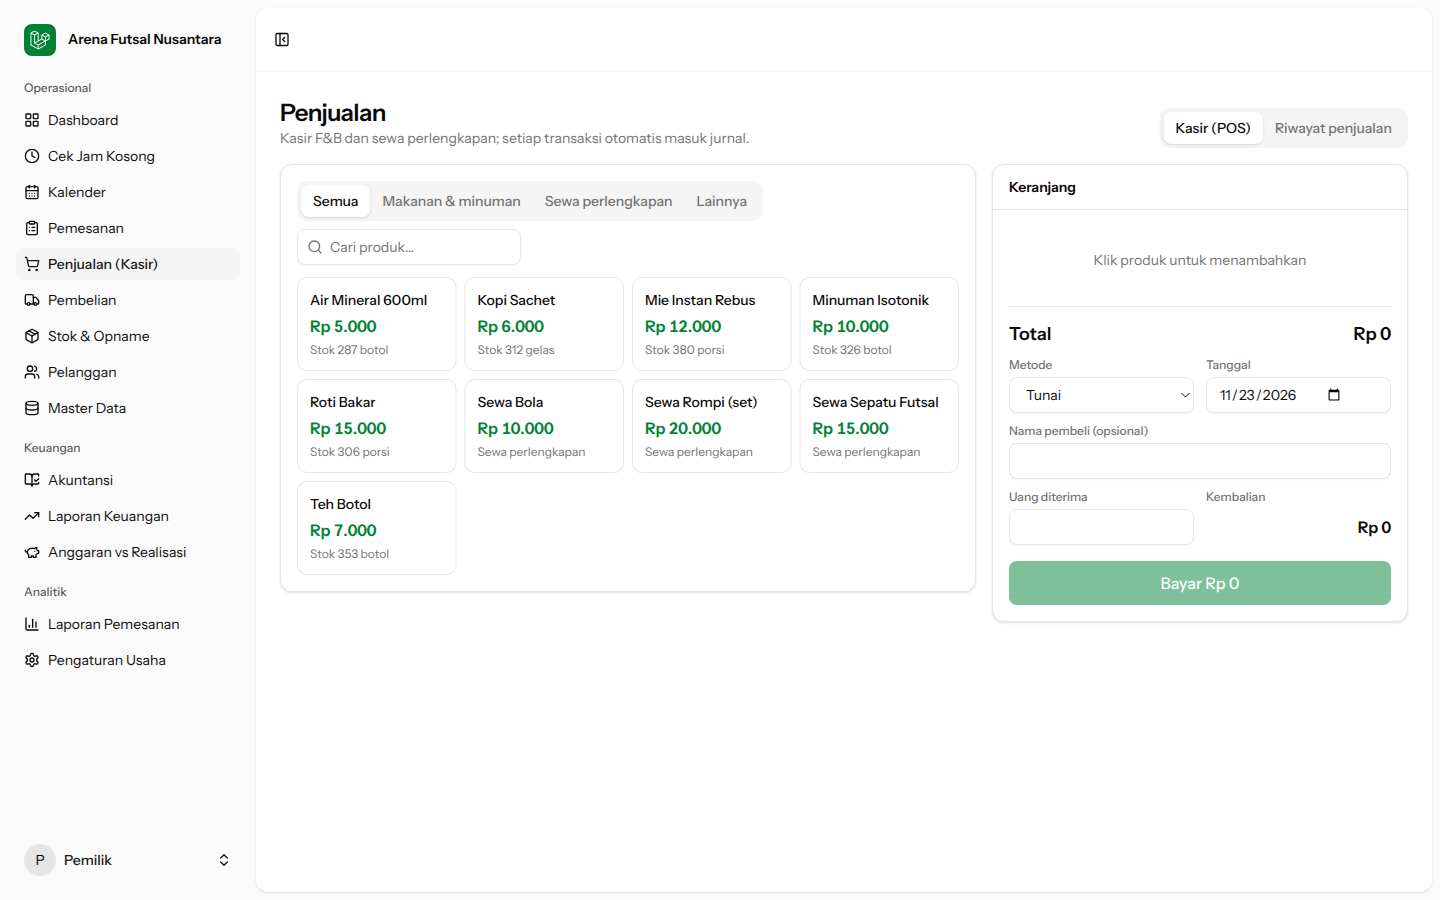 Arena Futsal Nusantara
Operasional
Dashboard
Cek Jam Kosong
Kalender
Pemesanan
Penjualan (Kasir)
Pembelian
Stok & Opname
Pelanggan
Master Data
Keuangan
Akuntansi
Laporan Keuangan
Anggaran vs Realisasi
Analitik
Laporan Pemesanan
Pengaturan Usaha
P Pemilik
Penjualan
Kasir F&B dan sewa perlengkapan; setiap transaksi otomatis masuk jurnal.
Kasir (POS) Riwayat penjualan
Semua Makanan & minuman Sewa perlengkapan Lainnya
Cari produk...
Air Mineral 600ml
Rp 5.000
Stok 287 botol
Kopi Sachet
Rp 6.000
Stok 312 gelas
Mie Instan Rebus
Rp 12.000
Stok 380 porsi
Minuman Isotonik
Rp 10.000
Stok 326 botol
Roti Bakar
Rp 15.000
Stok 306 porsi
Sewa Bola
Rp 10.000
Sewa perlengkapan
Sewa Rompi (set)
Rp 20.000
Sewa perlengkapan
Sewa Sepatu Futsal
Rp 15.000
Sewa perlengkapan
Teh Botol
Rp 7.000
Stok 353 botol
Keranjang
Klik produk untuk menambahkan
Total Rp 0
Metode Tanggal
Tunai 11/23/2026
Nama pembeli (opsional)
Uang diterima Kembalian
Rp 0
Bayar Rp 0